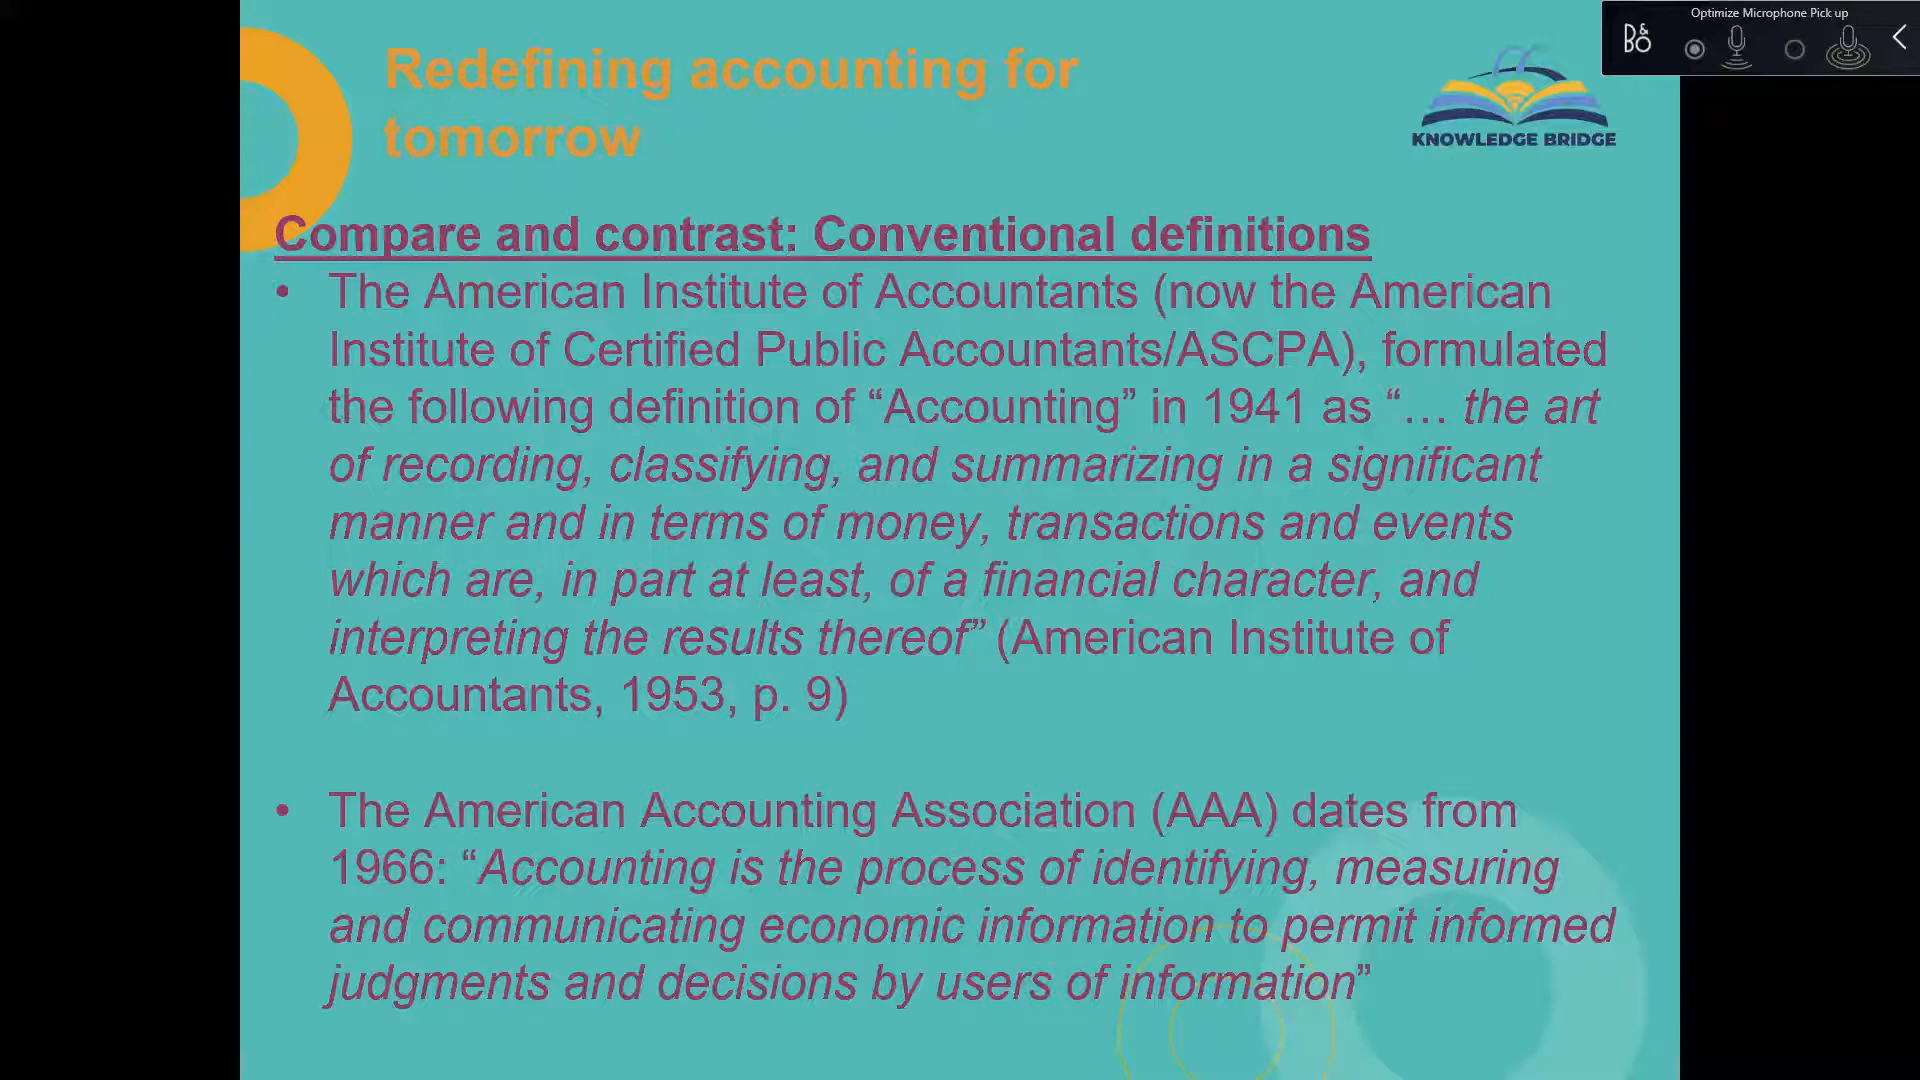 Optimize Microphone Pick up
B&O
Redefining accounting for
tomorrow
KNOWLEDGE BRIDGE
Compare and contrast: Conventional definitions
• The American Institute of Accountants (now the American
Institute of Certified Public Accountants/ASCPA), formulated
the following definition of “Accounting” in 1941 as “… the art
of recording, classifying, and summarizing in a significant
manner and in terms of money, transactions and events
which are, in part at least, of a financial character, and
interpreting the results thereof” (American Institute of
Accountants, 1953, p. 9)
• The American Accounting Association (AAA) dates from
1966: “Accounting is the process of identifying, measuring
and communicating economic information to permit informed
judgments and decisions by users of information”